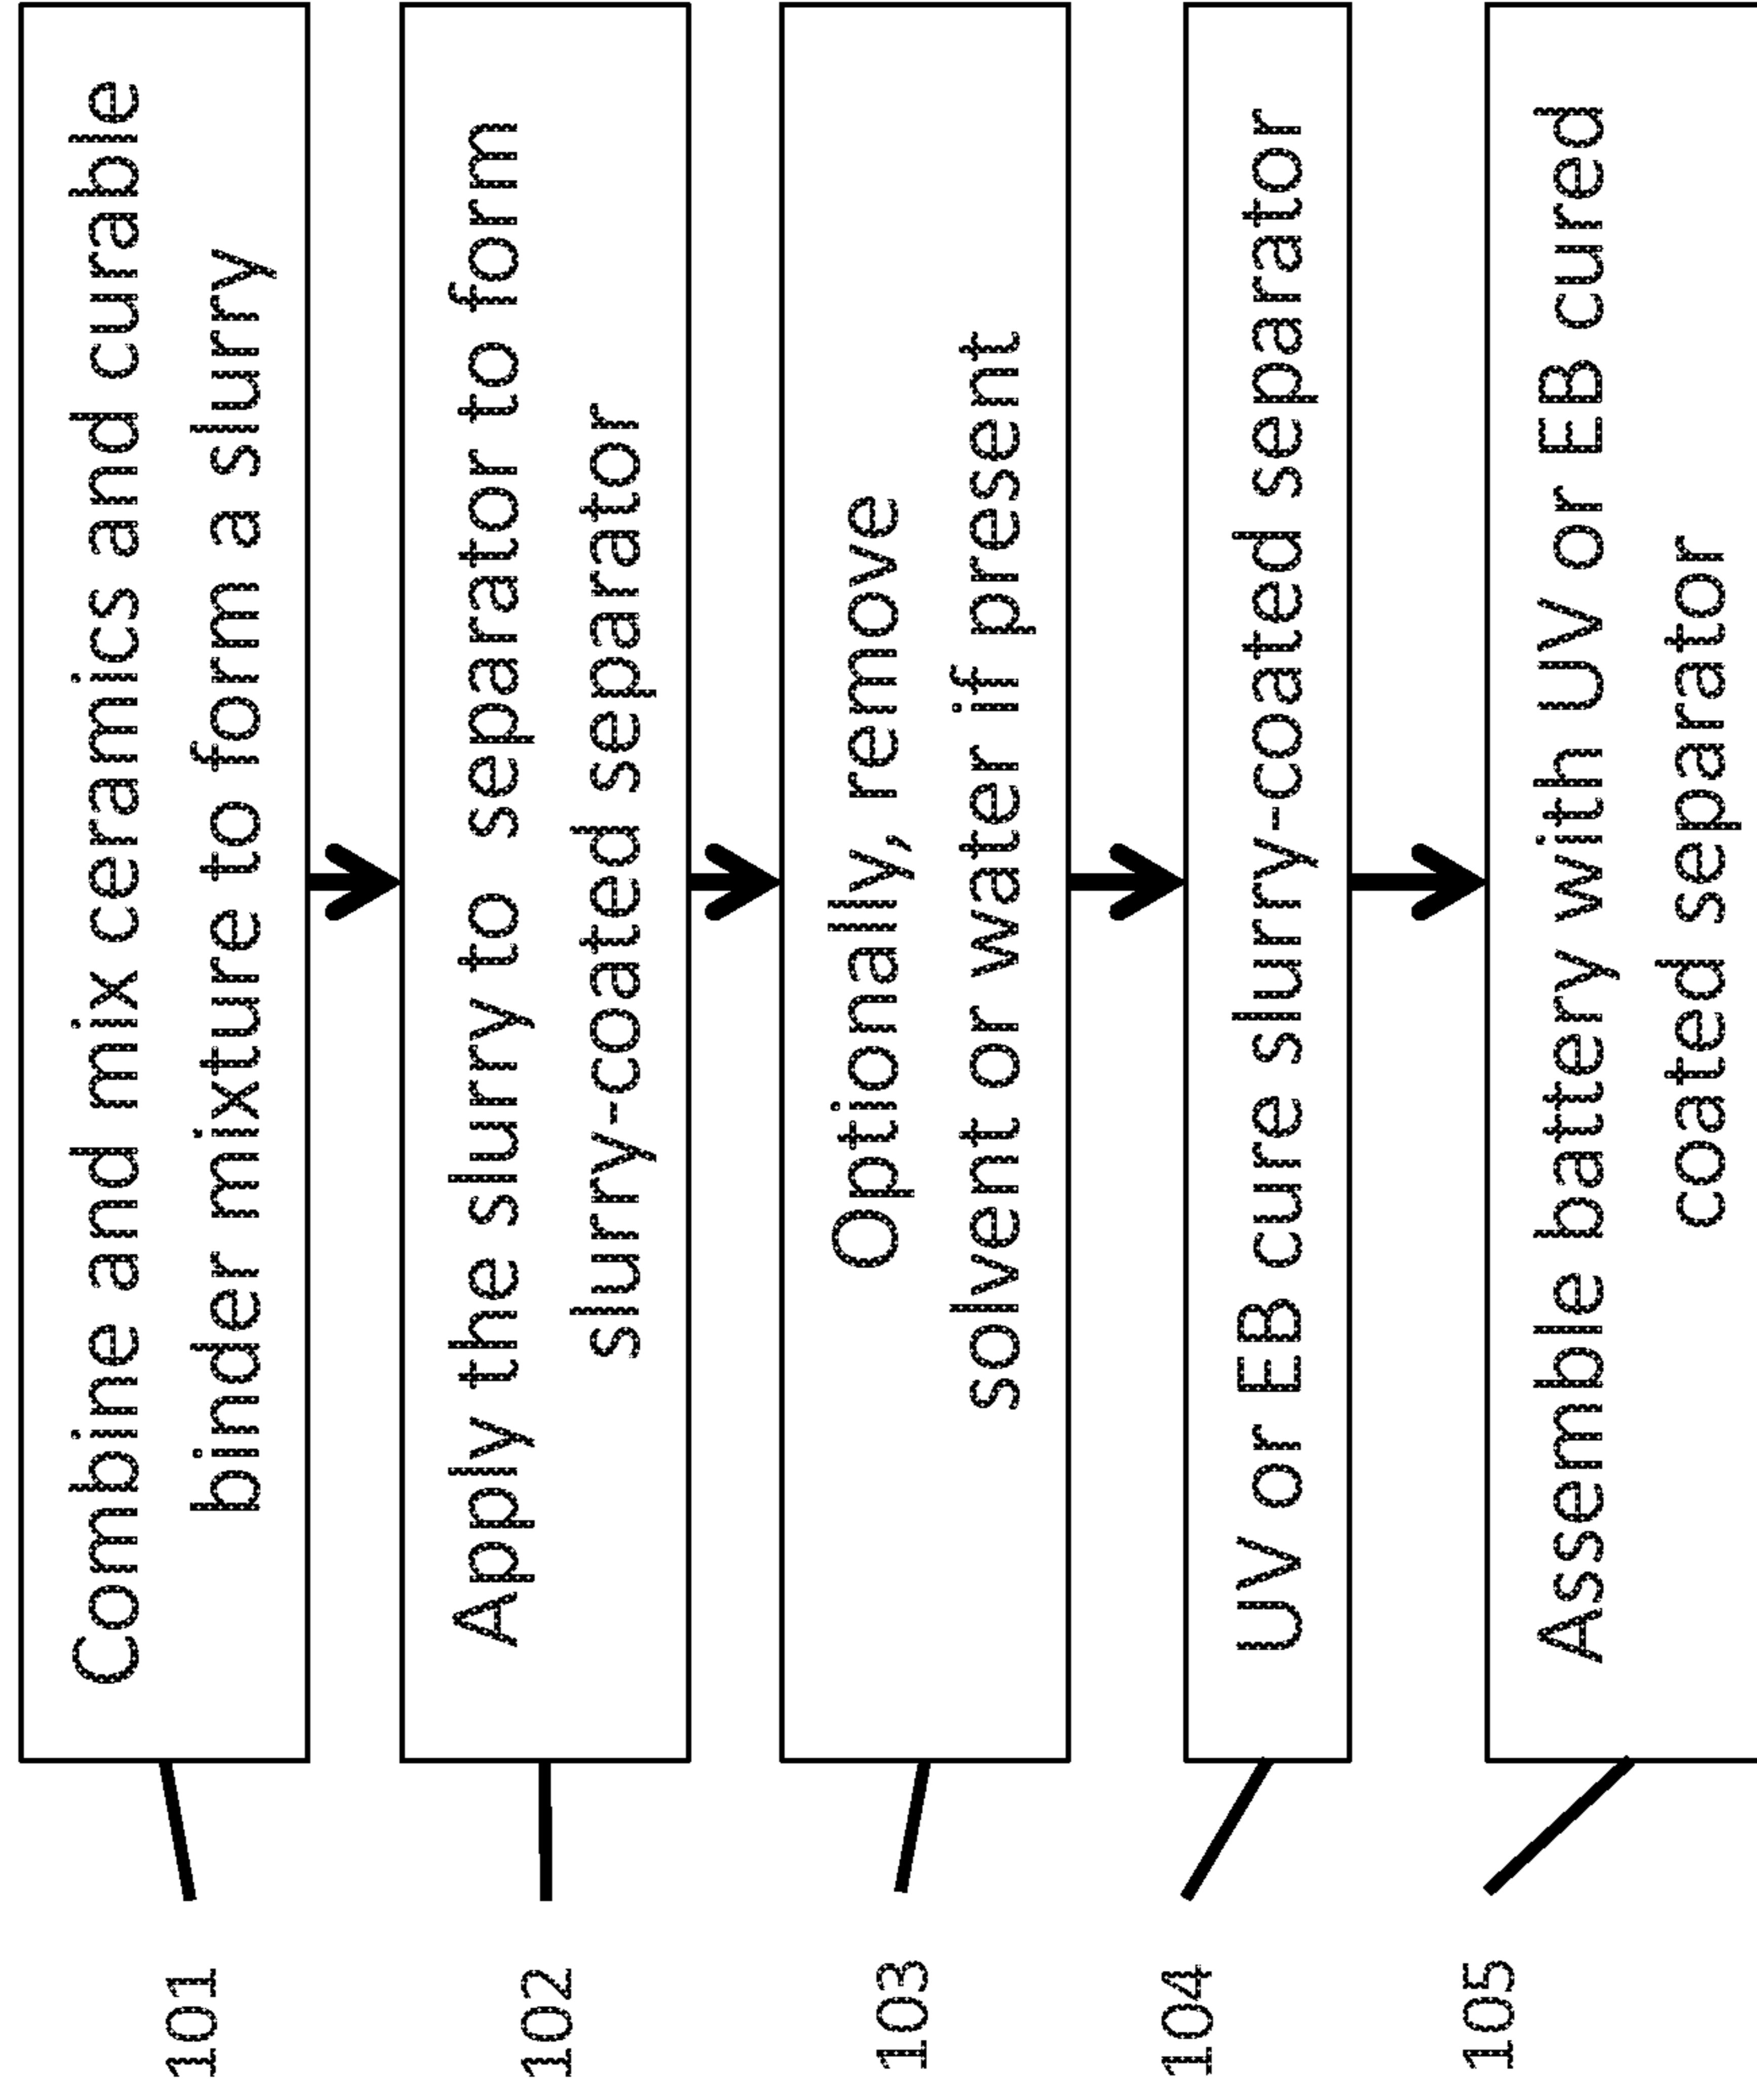 101
Combine and mix ceramics and curable
binder mixture to form a slurry
102
Apply the slurry to separator to form
slurry-coated separator
103
Optionally, remove
solvent or water if present
104
UV or EB cure slurry-coated separator
105
Assemble battery with UV or EB cured
coated separator